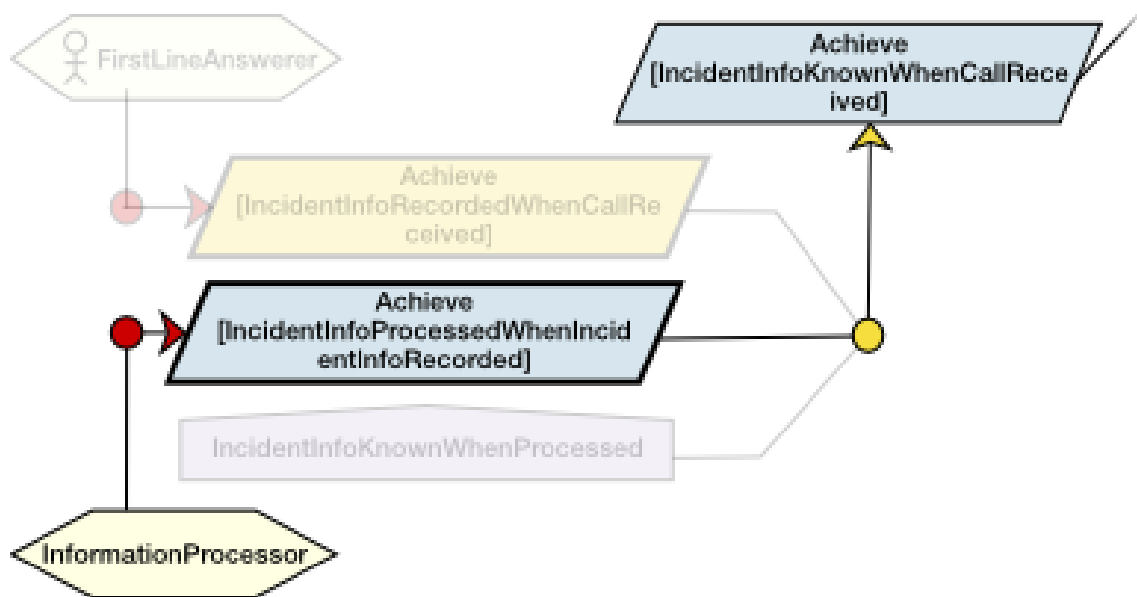 FirstLineAnswerer
Achieve
[IncidentInfoKnownWhenCallRece
ived]
Achieve
[IncidentInfoRecordedWhenCallRe
ceived]
Achieve
[IncidentInfoProcessedWhenIncid
entInfoRecorded]
IncidentInfoKnownWhenProcessed
InformationProcessor